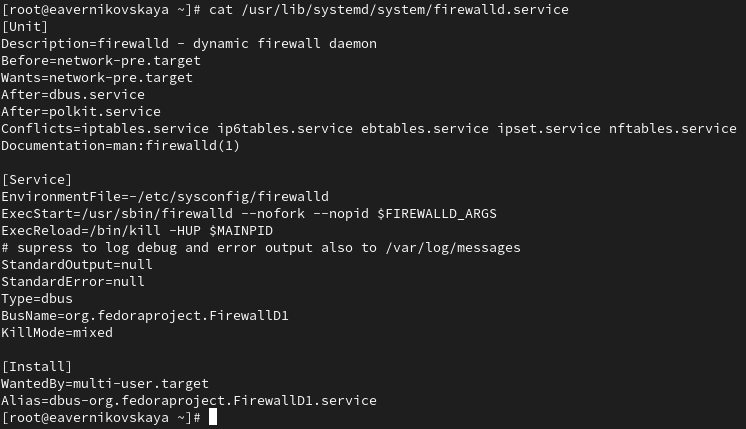 [root@eavernikovskaya ~]# cat /usr/lib/systemd/system/firewalld.service
[Unit]
Description=firewalld - dynamic firewall daemon
Before=network-pre.target
Wants=network-pre.target
After=dbus.service
After=polkit.service
Conflicts=iptables.service ip6tables.service ebtables.service ipset.service nftables.service
Documentation=man:firewalld(1)

[Service]
EnvironmentFile=-/etc/sysconfig/firewalld
ExecStart=/usr/sbin/firewalld --nofork --nopid $FIREWALLD_ARGS
ExecReload=/bin/kill -HUP $MAINPID
# supress to log debug and error output also to /var/log/messages
StandardOutput=null
StandardError=null
Type=dbus
BusName=org.fedoraproject.FirewallD1
KillMode=mixed

[Install]
WantedBy=multi-user.target
Alias=dbus-org.fedoraproject.FirewallD1.service
[root@eavernikovskaya ~]#